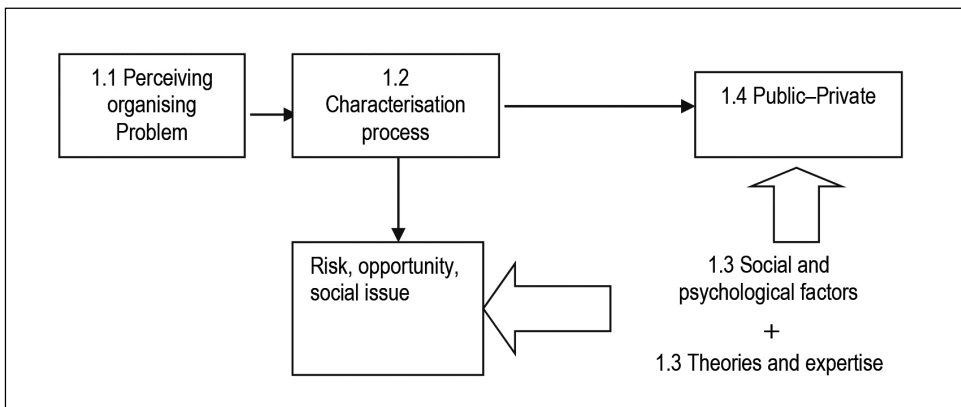 1.1 Perceiving
organising
Problem
1.2
Characterisation
process
1.4 Public–Private
Risk, opportunity,
social issue
1.3 Social and
psychological factors
+
1.3 Theories and expertise